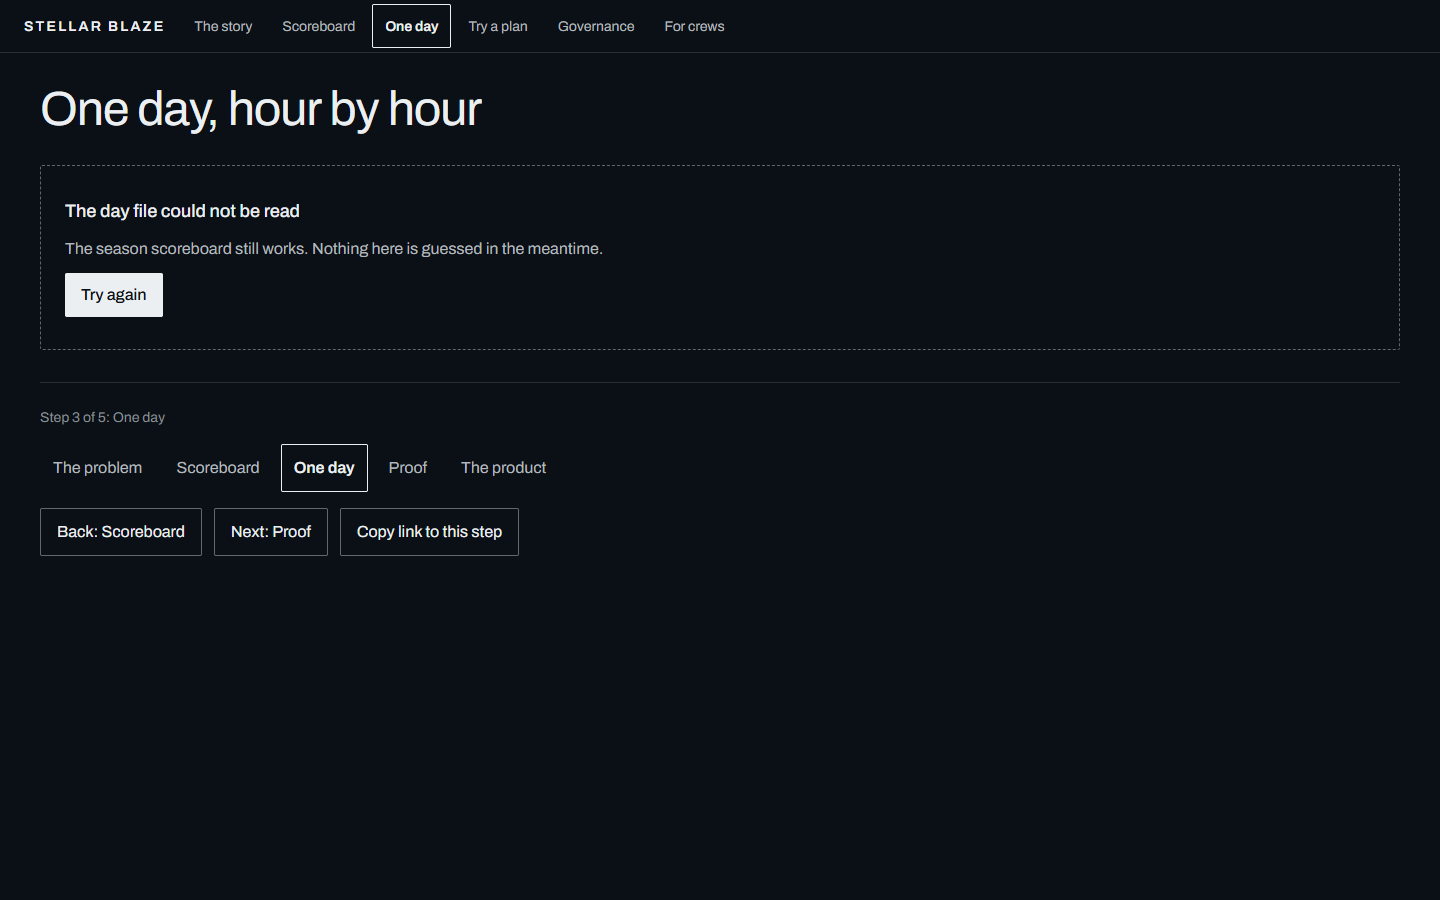 STELLAR BLAZE The story Scoreboard One day Try a plan Governance For crews
One day, hour by hour
The day file could not be read
The season scoreboard still works. Nothing here is guessed in the meantime.
Try again
Step 3 of 5: One day
The problem Scoreboard One day Proof The product
Back: Scoreboard Next: Proof Copy link to this step